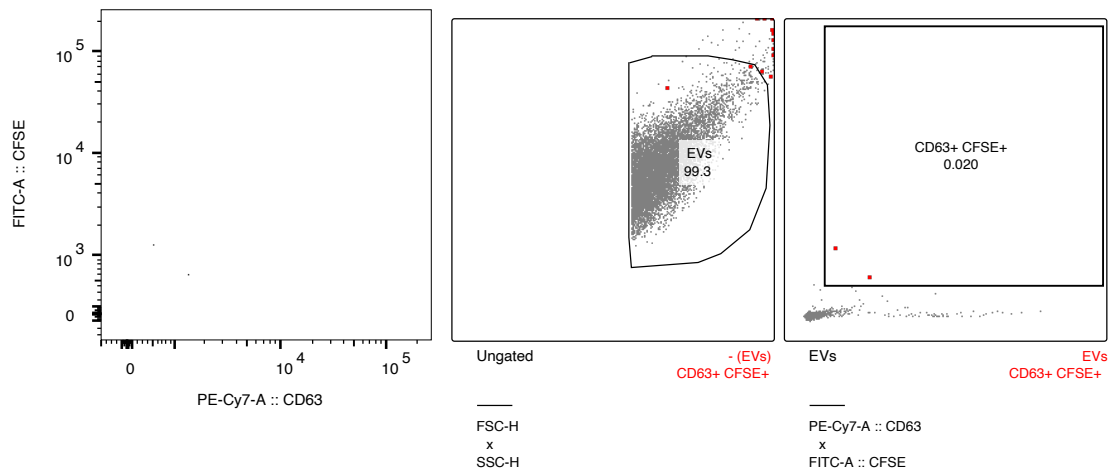 10^5
10^4
10^3
0
FITC-A :: CFSE
0
10^4
10^5
PE-Cy7-A :: CD63
EVs
99.3
Ungated
- (EVs)
CD63+ CFSE+
FSC-H
x
SSC-H
CD63+ CFSE+
0.020
EVs
EVs
CD63+ CFSE+
PE-Cy7-A :: CD63
x
FITC-A :: CFSE